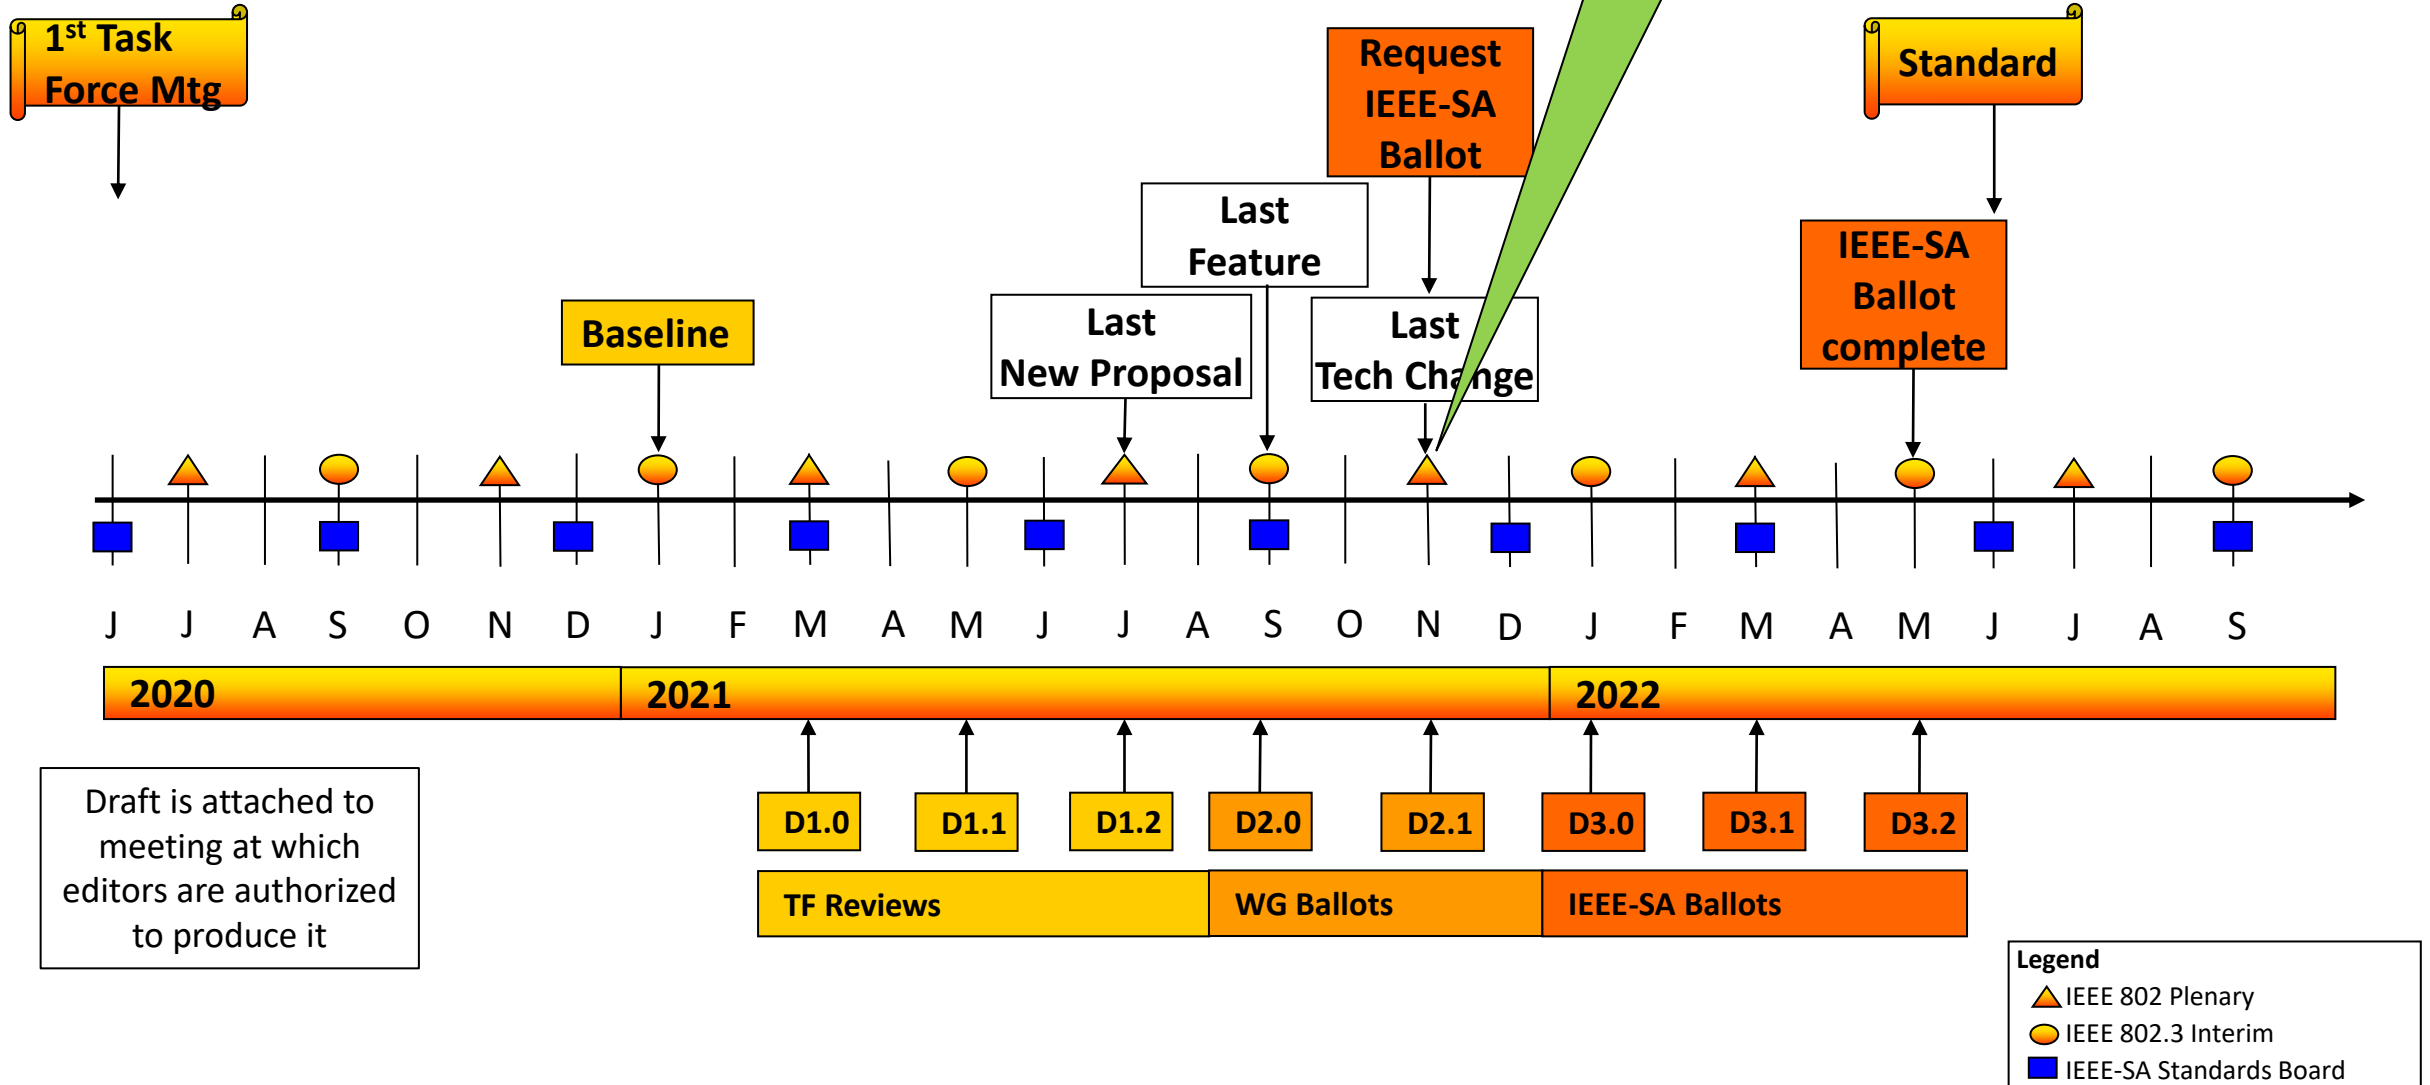 1st Task
Force Mtg
Request
IEEE-SA
Ballot
Standard
Last
Feature
IEEE-SA
Ballot
complete
Baseline
Last
New Proposal
Last
Tech Change
J J A S O N D J F M A M J J A S O N D J F M A M J J A S
2020 2021 2022
D1.0 D1.1 D1.2 D2.0 D2.1 D3.0 D3.1 D3.2
TF Reviews WG Ballots IEEE-SA Ballots
Draft is attached to
meeting at which
editors are authorized
to produce it
Legend
IEEE 802 Plenary
IEEE 802.3 Interim
IEEE-SA Standards Board